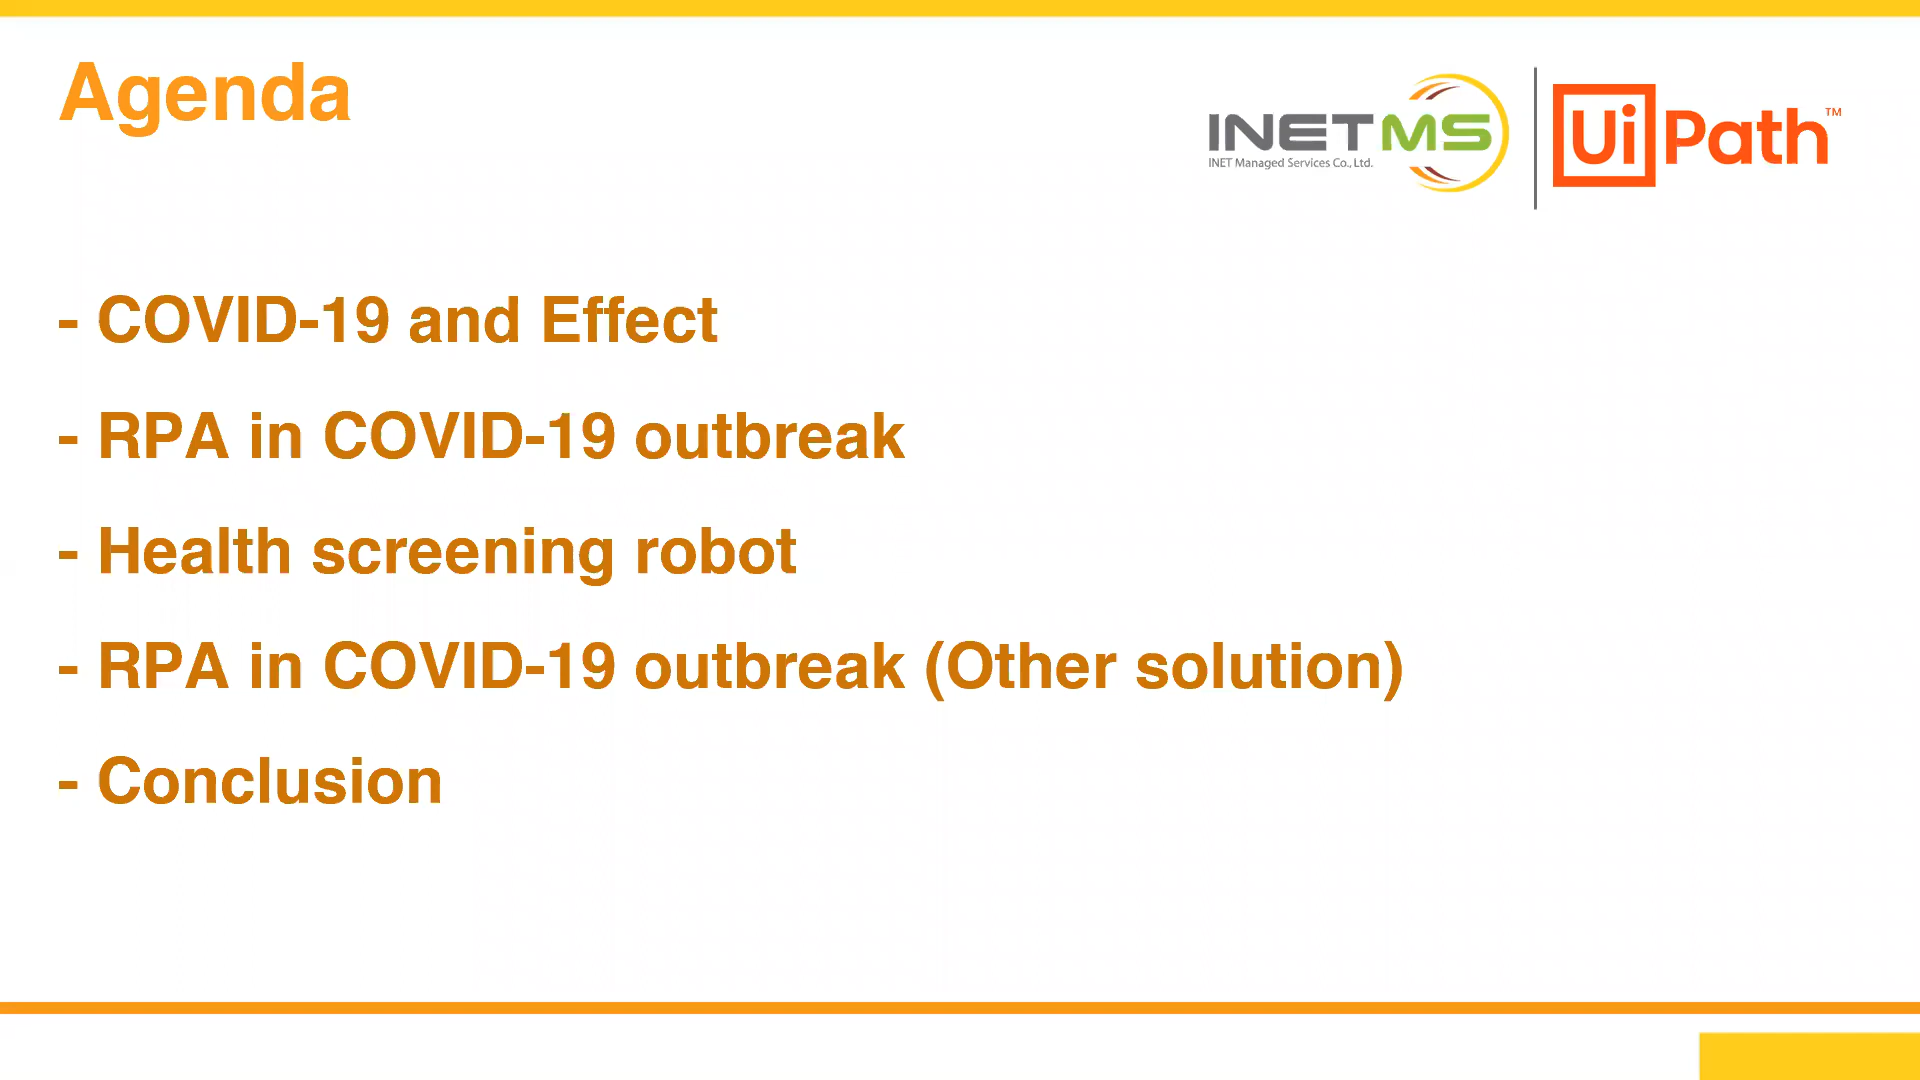 Agenda
INETMS
INET Managed Services Co., Ltd.
UiPath™
- COVID-19 and Effect
- RPA in COVID-19 outbreak
- Health screening robot
- RPA in COVID-19 outbreak (Other solution)
- Conclusion